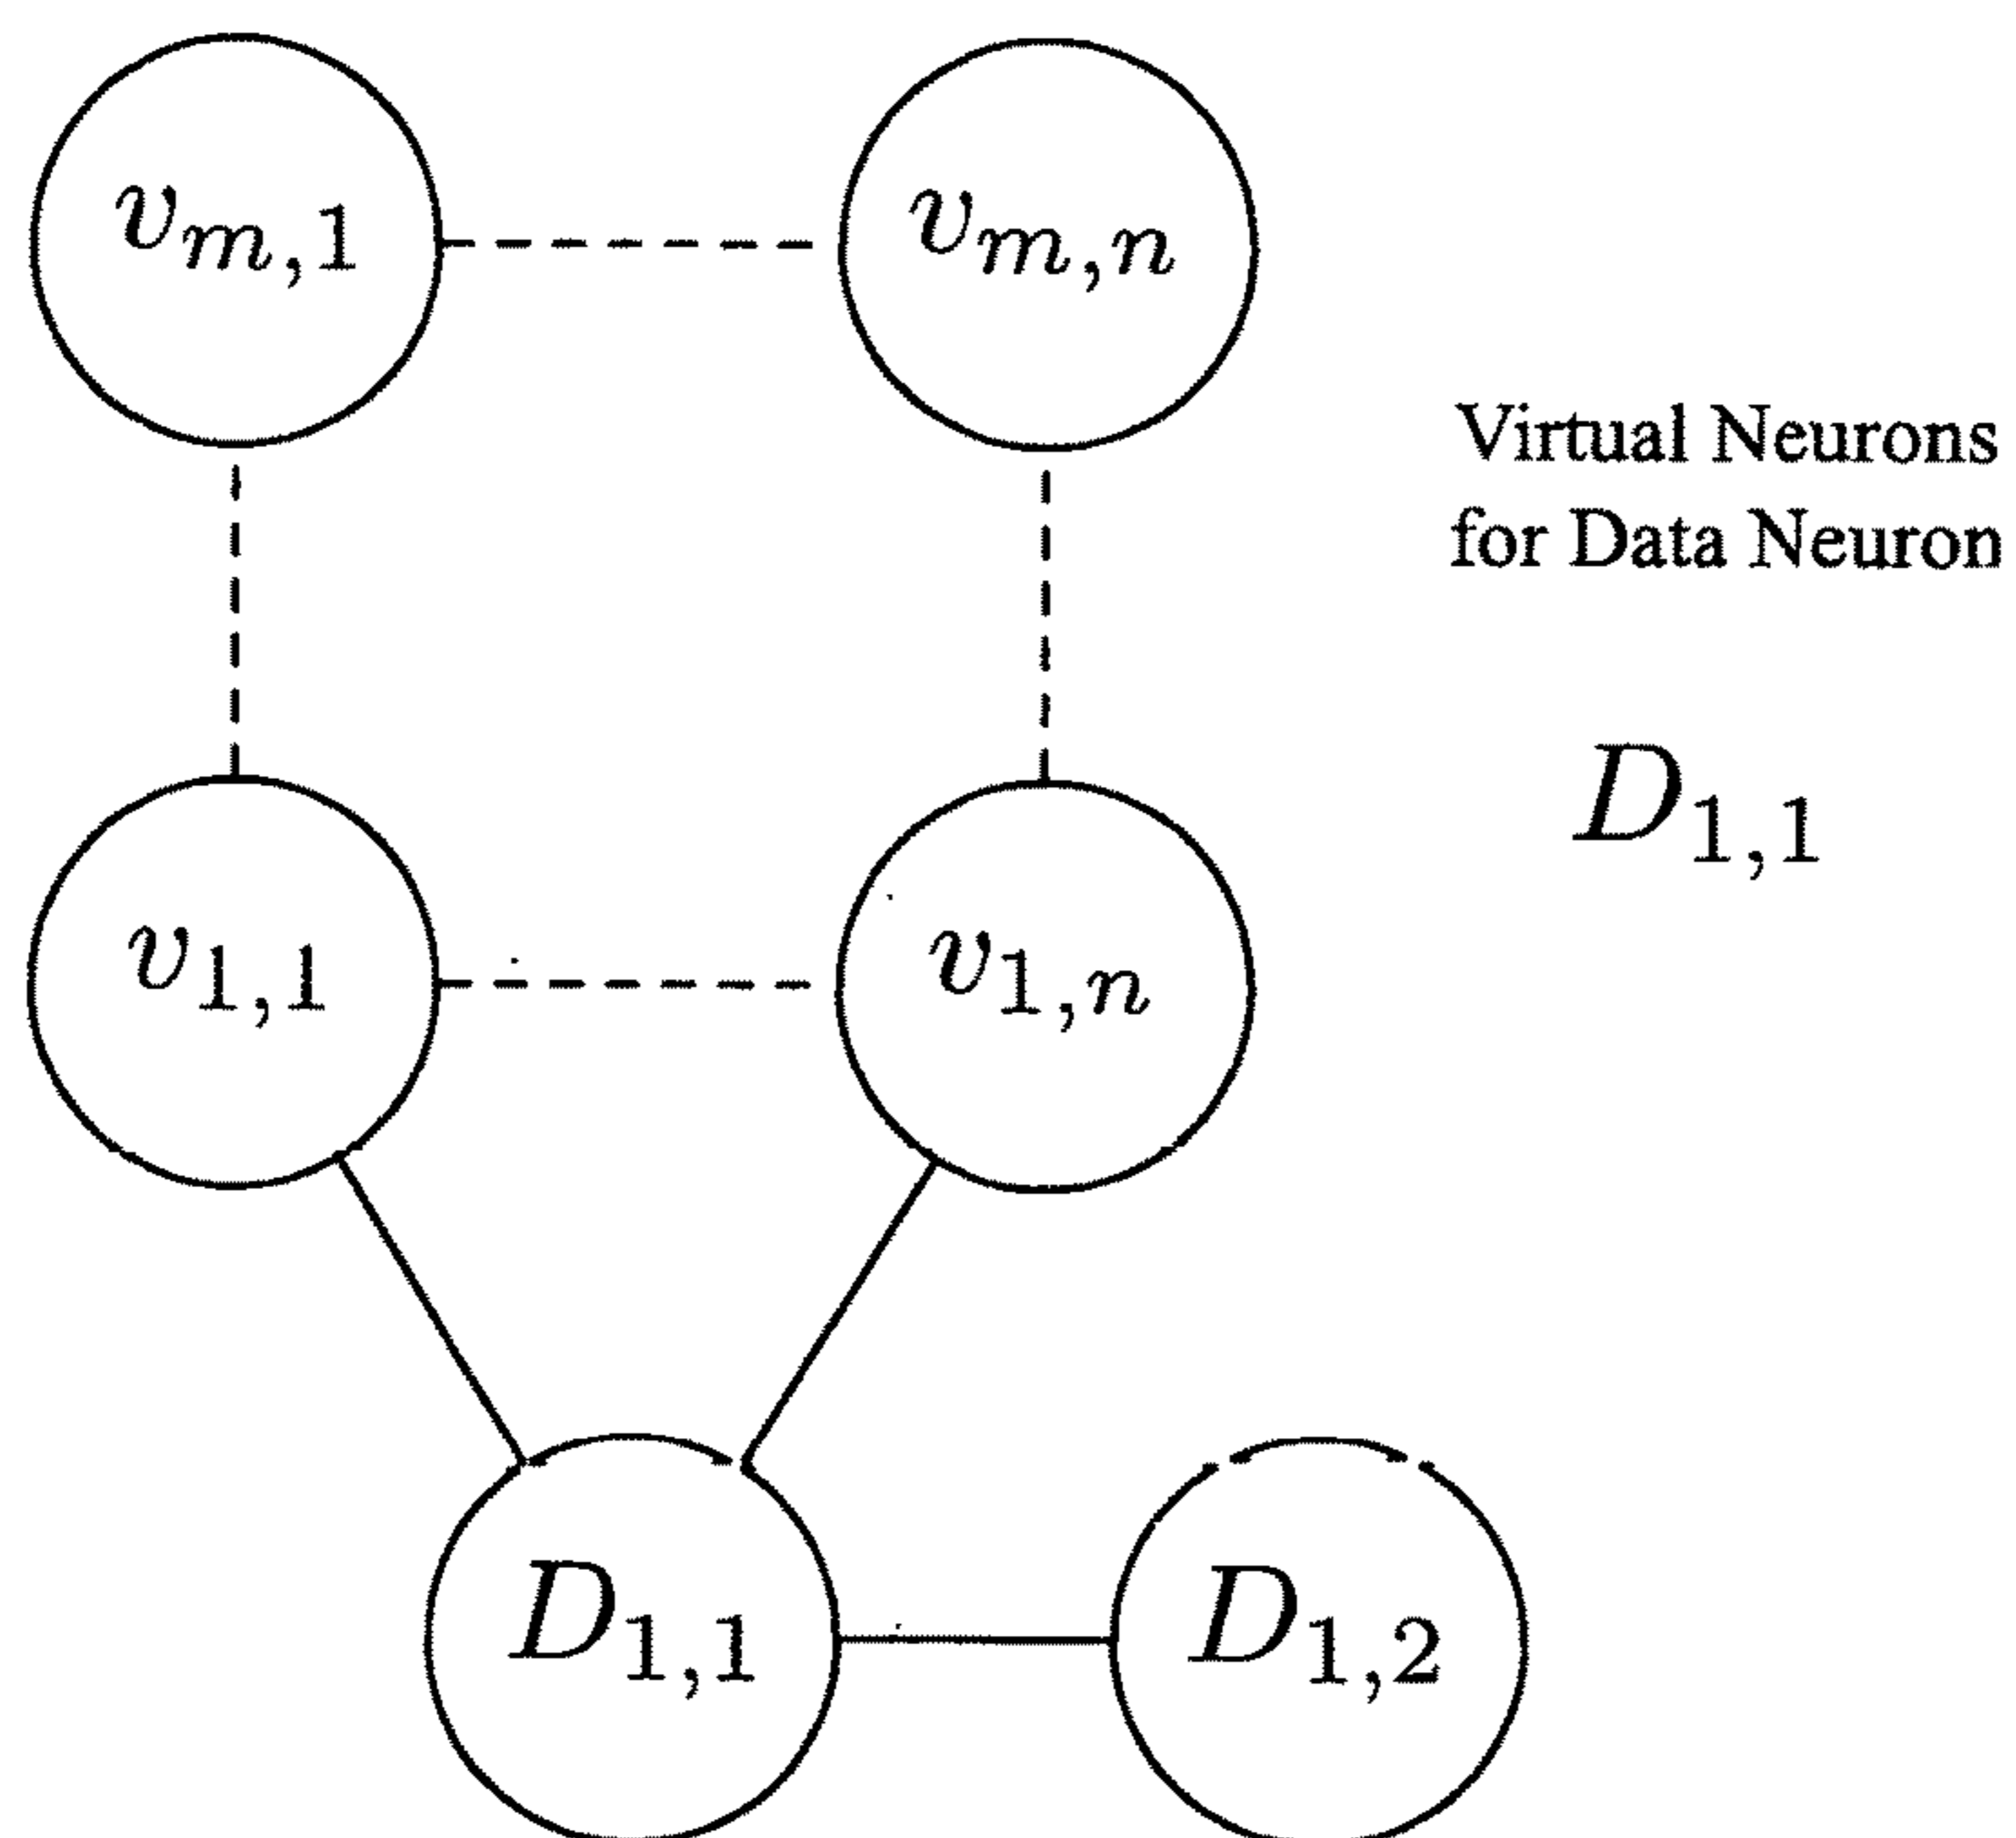 v_{m,1}
v_{m,n}
Virtual Neurons
for Data Neuron
D_{1,1}
v_{1,1}
v_{1,n}
D_{1,1}
D_{1,2}